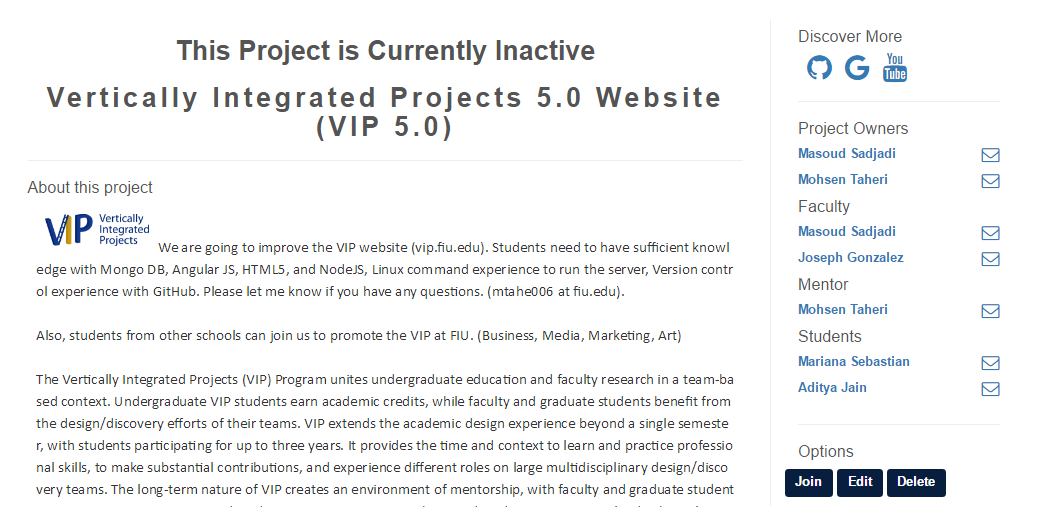 This Project is Currently Inactive
Vertically Integrated Projects 5.0 Website
(VIP 5.0)
About this project
VIP Vertically
Integrated
Projects
We are going to improve the VIP website (vip.fiu.edu). Students need to have sufficient knowl
edge with Mongo DB, Angular JS, HTML5, and NodeJS, Linux command experience to run the server, Version contr
ol experience with GitHub. Please let me know if you have any questions. (mtahe006 at fiu.edu).
Also, students from other schools can join us to promote the VIP at FIU. (Business, Media, Marketing, Art)
The Vertically Integrated Projects (VIP) Program unites undergraduate education and faculty research in a team-ba
sed context. Undergraduate VIP students earn academic credits, while faculty and graduate students benefit from
the design/discovery efforts of their teams. VIP extends the academic design experience beyond a single semeste
r, with students participating for up to three years. It provides the time and context to learn and practice professio
nal skills, to make substantial contributions, and experience different roles on large multidisciplinary design/disco
very teams. The long-term nature of VIP creates an environment of mentorship, with faculty and graduate student
Discover More
G
You
Tube
Project Owners
Masoud Sadjadi
Mohsen Taheri
Faculty
Masoud Sadjadi
Joseph Gonzalez
Mentor
Mohsen Taheri
Students
Mariana Sebastian
Aditya Jain
Options
Join Edit Delete